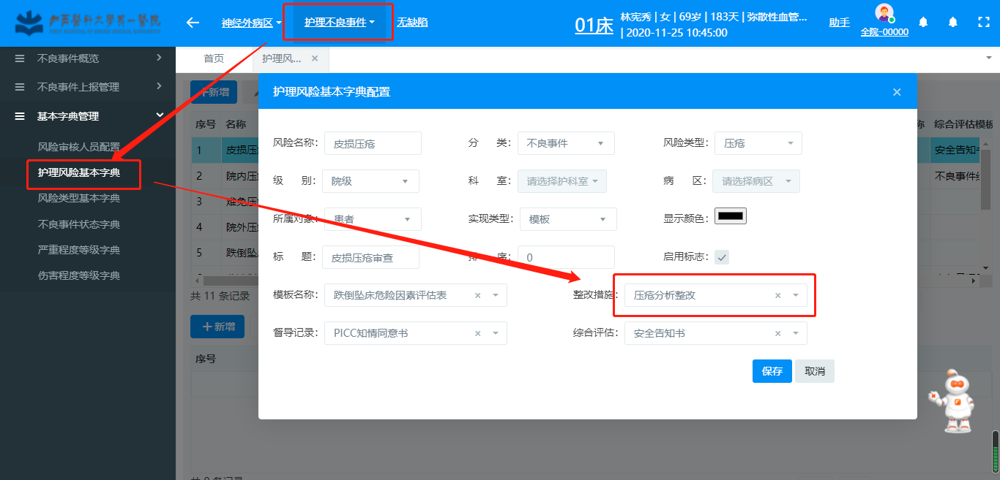 广西医科大学第一医院
神经外病区
护理不良事件
无缺陷
01床
林宪秀 | 女 | 69岁 | 183天 | 弥散性血管...
| 2020-11-25 10:45:00
助手
全院-00000
不良事件概览
不良事件上报管理
基本字典管理
风险审核人员配置
护理风险基本字典
风险类型基本字典
不良事件状态字典
严重程度等级字典
伤害程度等级字典
首页
护理风...
新增
序号 名称
综合评估模板
1 皮损压
安全告知
2 院内压
不良事件
3 难免压
4 院外压
5 跌倒坠
共 11 条记录
新增
序号
护理风险基本字典配置
风险名称: 皮损压疮
分 类: 不良事件
风险类型: 压疮
级 别: 院级
科 室: 请选择护科室
病 区: 请选择病区
所属对象: 患者
实现类型: 模板
显示颜色:
标 题: 皮损压疮审查
排 序: 0
启用标志:
模板名称: 跌倒坠床危险因素评估表
整改措施: 压疮分析整改
督导记录: PICC知情同意书
综合评估: 安全告知书
保存
取消